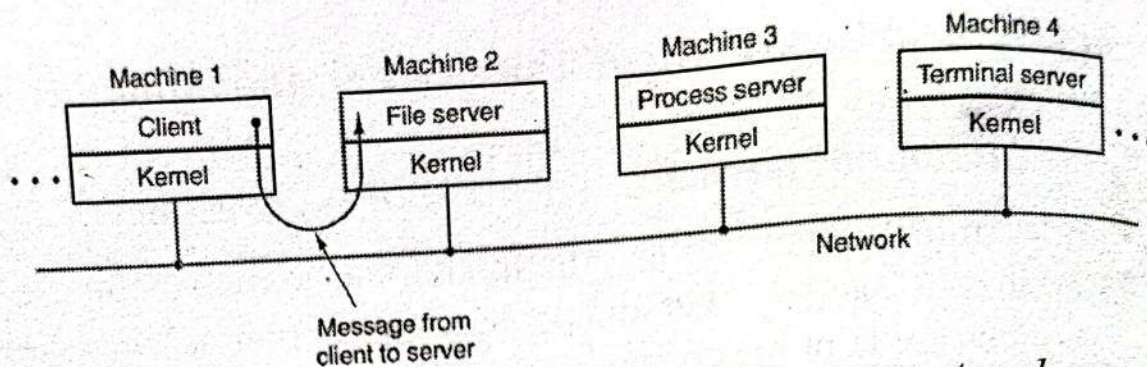 Machine 1
Machine 2
Machine 3
Machine 4
Client
File server
Process server
Terminal server
Kernel
Kernel
Kernel
Kernel
Network
Message from
client to server